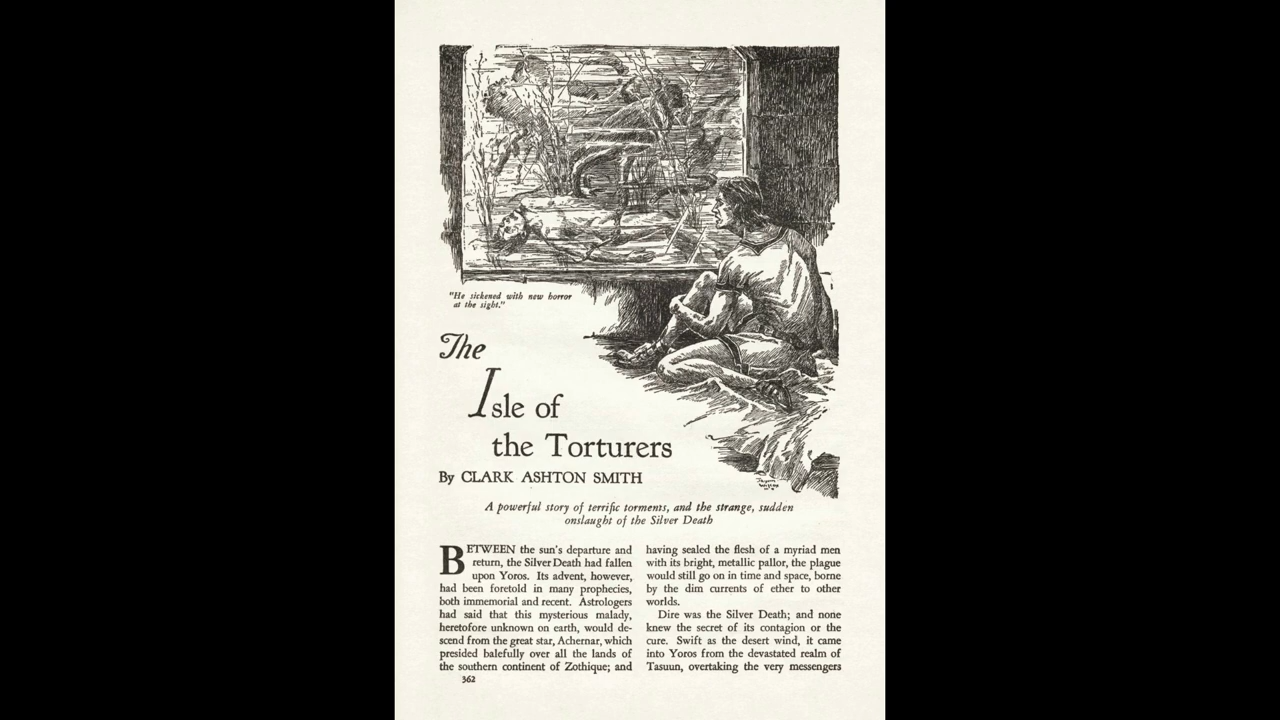 "He sickened with new horror
at the sight."
The
Isle of
the Torturers
By CLARK ASHTON SMITH
A powerful story of terrific torments, and the strange, sudden
onslaught of the Silver Death
BETWEEN the sun's departure and
return, the Silver Death had fallen
upon Yoros. Its advent, however,
had been foretold in many prophecies,
both immemorial and recent. Astrologers
had said that this mysterious malady,
heretofore unknown on earth, would de-
scend from the great star, Achernar, which
presided balefully over all the lands of
the southern continent of Zothique; and
having sealed the flesh of a myriad men
with its bright, metallic pallor, the plague
would still go on in time and space, borne
by the dim currents of ether to other
worlds.
Dire was the Silver Death; and none
knew the secret of its contagion or the
cure. Swift as the desert wind, it came
into Yoros from the devastated realm of
Tasuun, overtaking the very messengers
362